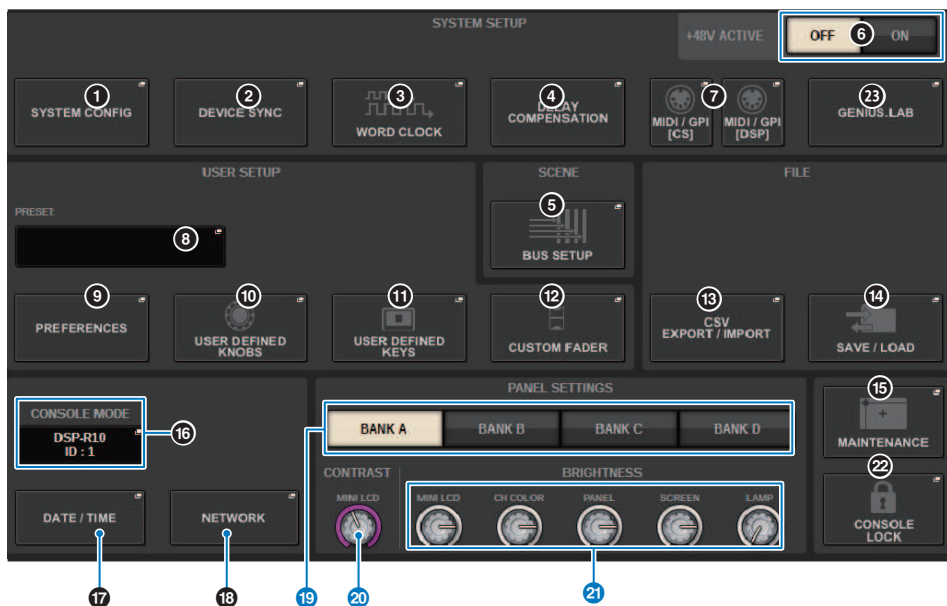 SYSTEM SETUP
+48V ACTIVE
OFF
6
ON
1
SYSTEM CONFIG
2
DEVICE SYNC
3
WORD CLOCK
4
DELAY
COMPENSATION
7
MIDI / GPI
[CS]
MIDI / GPI
[DSP]
23
GENIUS.LAB
USER SETUP
SCENE
FILE
PRESET:
8
5
BUS SETUP
9
PREFERENCES
10
USER DEFINED
KNOBS
11
USER DEFINED
KEYS
12
CUSTOM FADER
13
CSV
EXPORT / IMPORT
14
SAVE / LOAD
PANEL SETTINGS
CONSOLE MODE
DSP-R10
ID : 1
16
BANK A
BANK B
BANK C
BANK D
15
MAINTENANCE
CONTRAST
BRIGHTNESS
MINI LCD
MINI LCD
CH COLOR
PANEL
SCREEN
LAMP
22
CONSOLE
LOCK
DATE / TIME
NETWORK
17
18
19
20
21